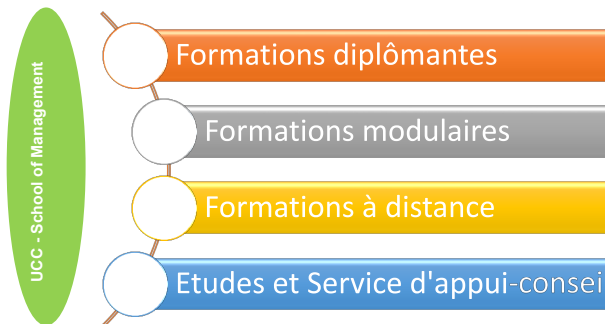 UCC - School of Management
Formations diplômantes
Formations modulaires
Formations à distance
Etudes et Service d'appui-consei